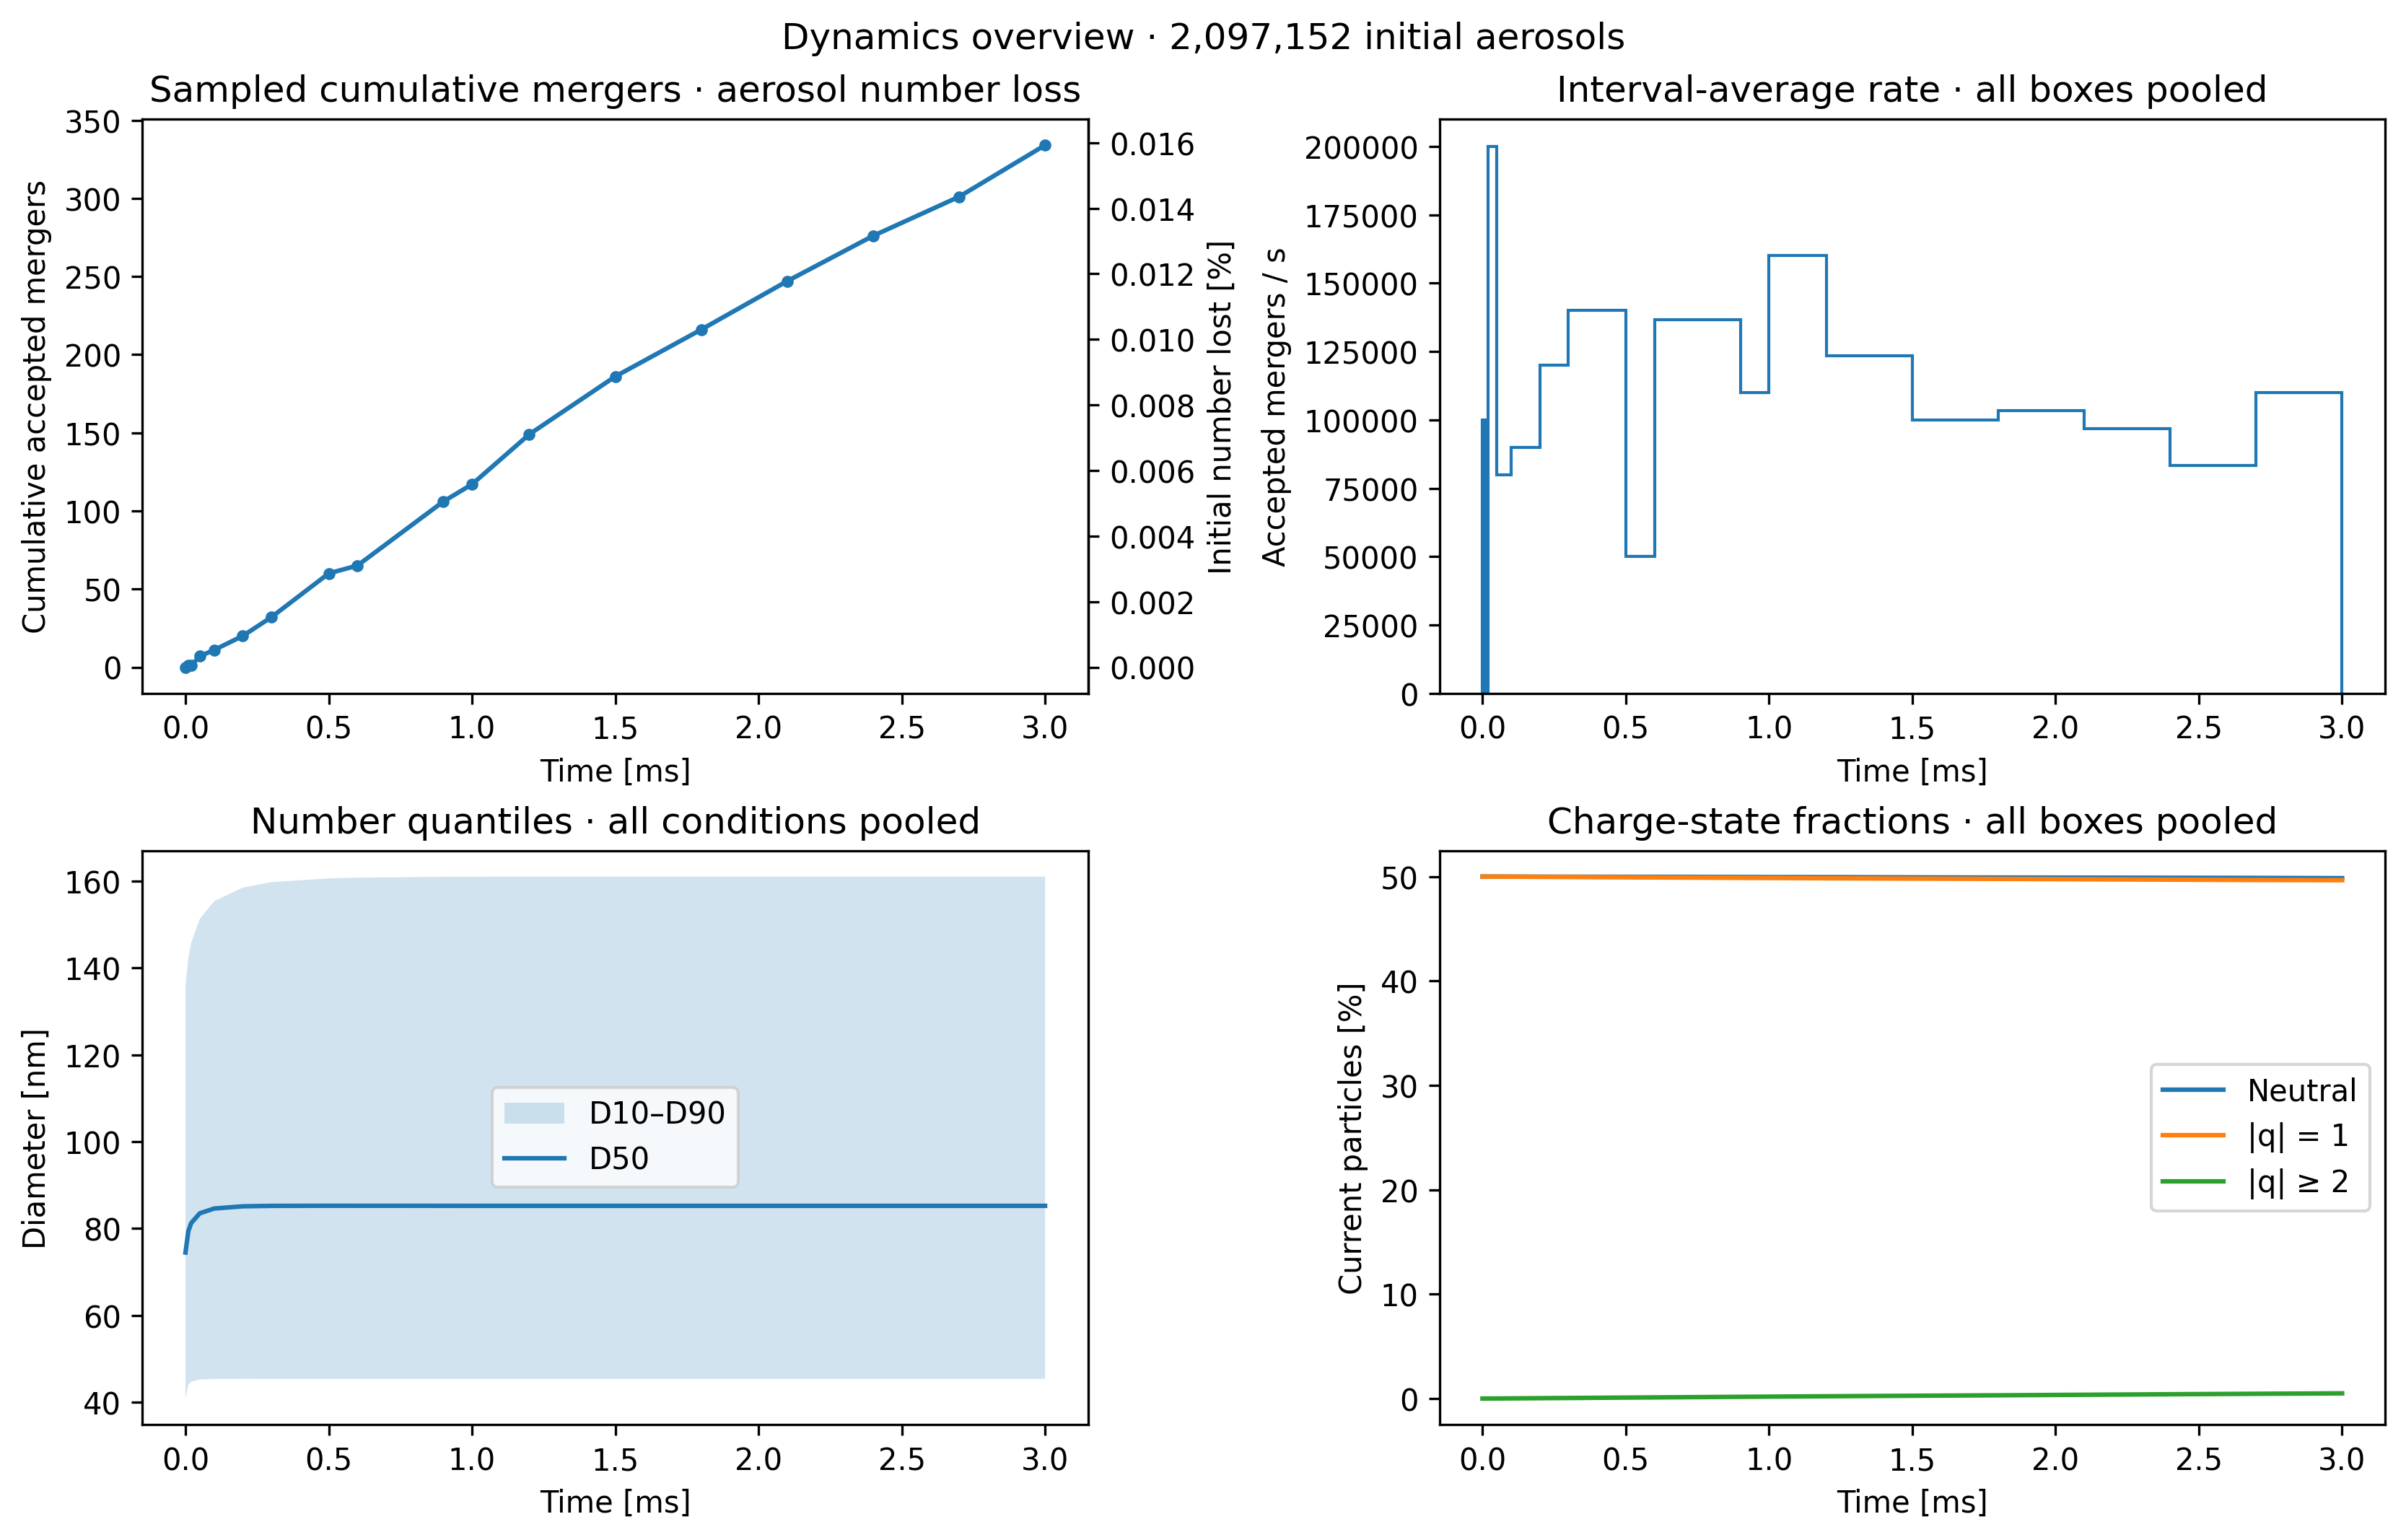 Dynamics overview · 2,097,152 initial aerosols
Sampled cumulative mergers · aerosol number loss
Cumulative accepted mergers
350
300
250
200
150
100
50
0
0.016
0.014
0.012
0.010
0.008
0.006
0.004
0.002
0.000
Initial number lost [%]
0.0 0.5 1.0 1.5 2.0 2.5 3.0
Time [ms]
Interval-average rate · all boxes pooled
Accepted mergers / s
200000
175000
150000
125000
100000
75000
50000
25000
0
0.0 0.5 1.0 1.5 2.0 2.5 3.0
Time [ms]
Number quantiles · all conditions pooled
Diameter [nm]
160
140
120
100
80
60
40
D10–D90
D50
0.0 0.5 1.0 1.5 2.0 2.5 3.0
Time [ms]
Charge-state fractions · all boxes pooled
Current particles [%]
50
40
30
20
10
0
Neutral
|q| = 1
|q| ≥ 2
0.0 0.5 1.0 1.5 2.0 2.5 3.0
Time [ms]